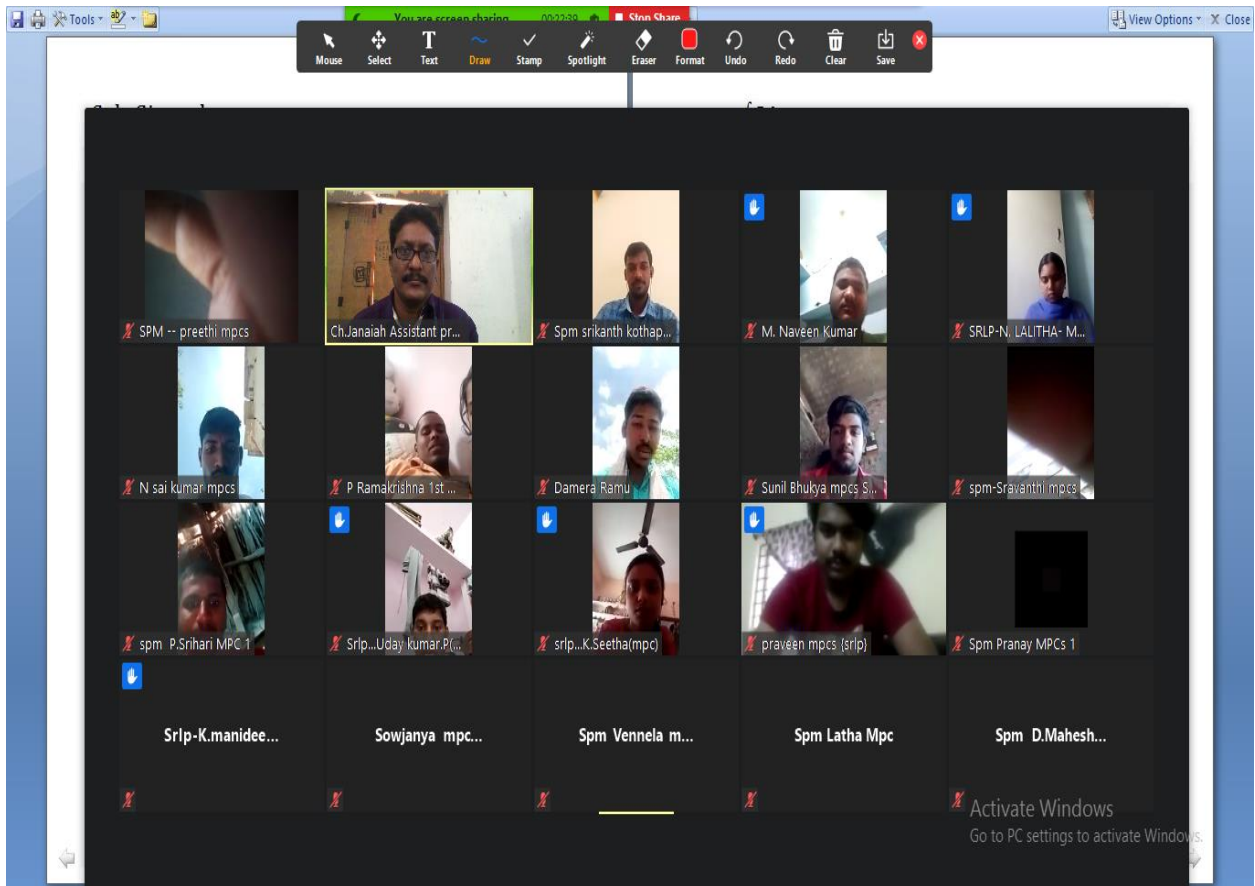 Tools
View Options
X Close
You are screen sharing 00:22:39 Stop Share
Mouse Select Text Draw Stamp Spotlight Eraser Format Undo Redo Clear Save
SPM -- preethi mpcs
Ch.Janaiah Assistant pr...
Spm srikanth kothap...
M. Naveen Kumar
SRLP-N. LALITHA- M...
N sai kumar mpcs
P Ramakrishna 1st ...
Damera Ramu
Sunil Bhukya mpcs S...
spm-Sravanthi mpcs
spm P.Srihari MPC 1
Srlp...Uday kumar.P(...
srlp...K.Seetha(mpc)
praveen mpcs (srlp)
Spm Pranay MPCs 1
Srlp-K.manidee...
Sowjanya mpc...
Spm Vennela m...
Spm Latha Mpc
Spm D.Mahesh...
Activate Windows
Go to PC settings to activate Windows.